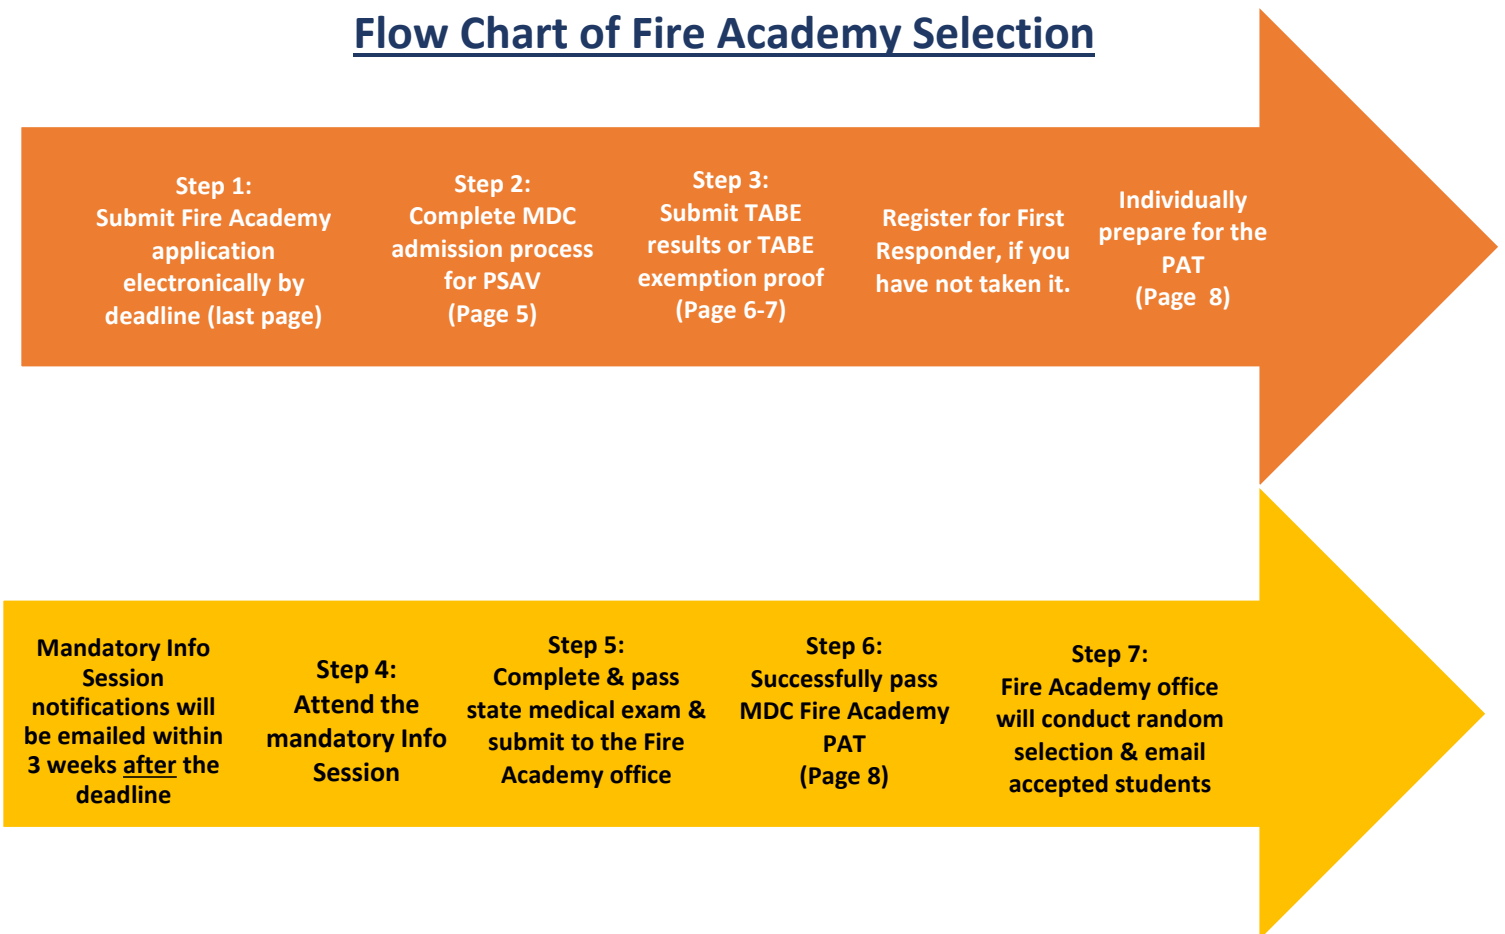 Flow Chart of Fire Academy Selection
Step 1:
Submit Fire Academy
application
electronically by
deadline (last page)
Step 2:
Complete MDC
admission process
for PSAV
(Page 5)
Step 3:
Submit TABE
results or TABE
exemption proof
(Page 6-7)
Register for First
Responder, if you
have not taken it.
Individually
prepare for the
PAT
(Page 8)
Mandatory Info
Session
notifications will
be emailed within
3 weeks after the
deadline
Step 4:
Attend the
mandatory Info
Session
Step 5:
Complete & pass
state medical exam &
submit to the Fire
Academy office
Step 6:
Successfully pass
MDC Fire Academy
PAT
(Page 8)
Step 7:
Fire Academy office
will conduct random
selection & email
accepted students